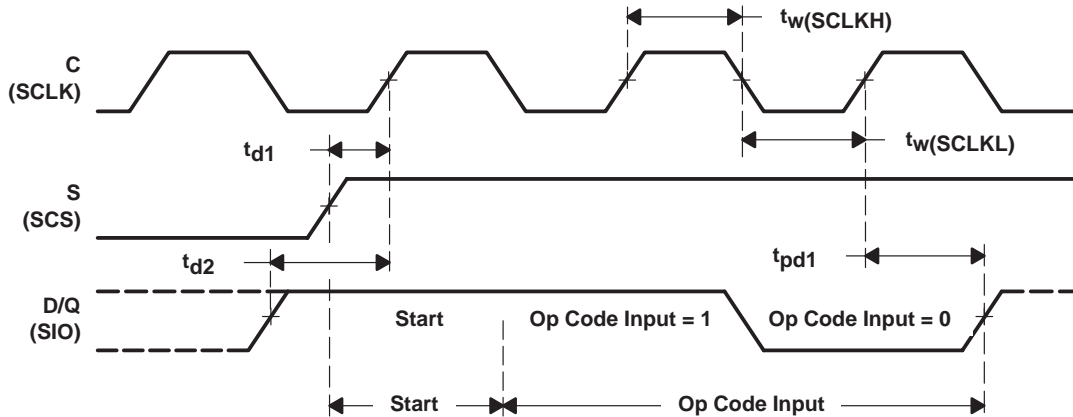 tw(SCLKH)
C
(SCLK)
td1
tw(SCLKL)
S
(SCS)
td2
tpd1
D/Q
(SIO)
Start
Op Code Input = 1
Op Code Input = 0
Start
Op Code Input